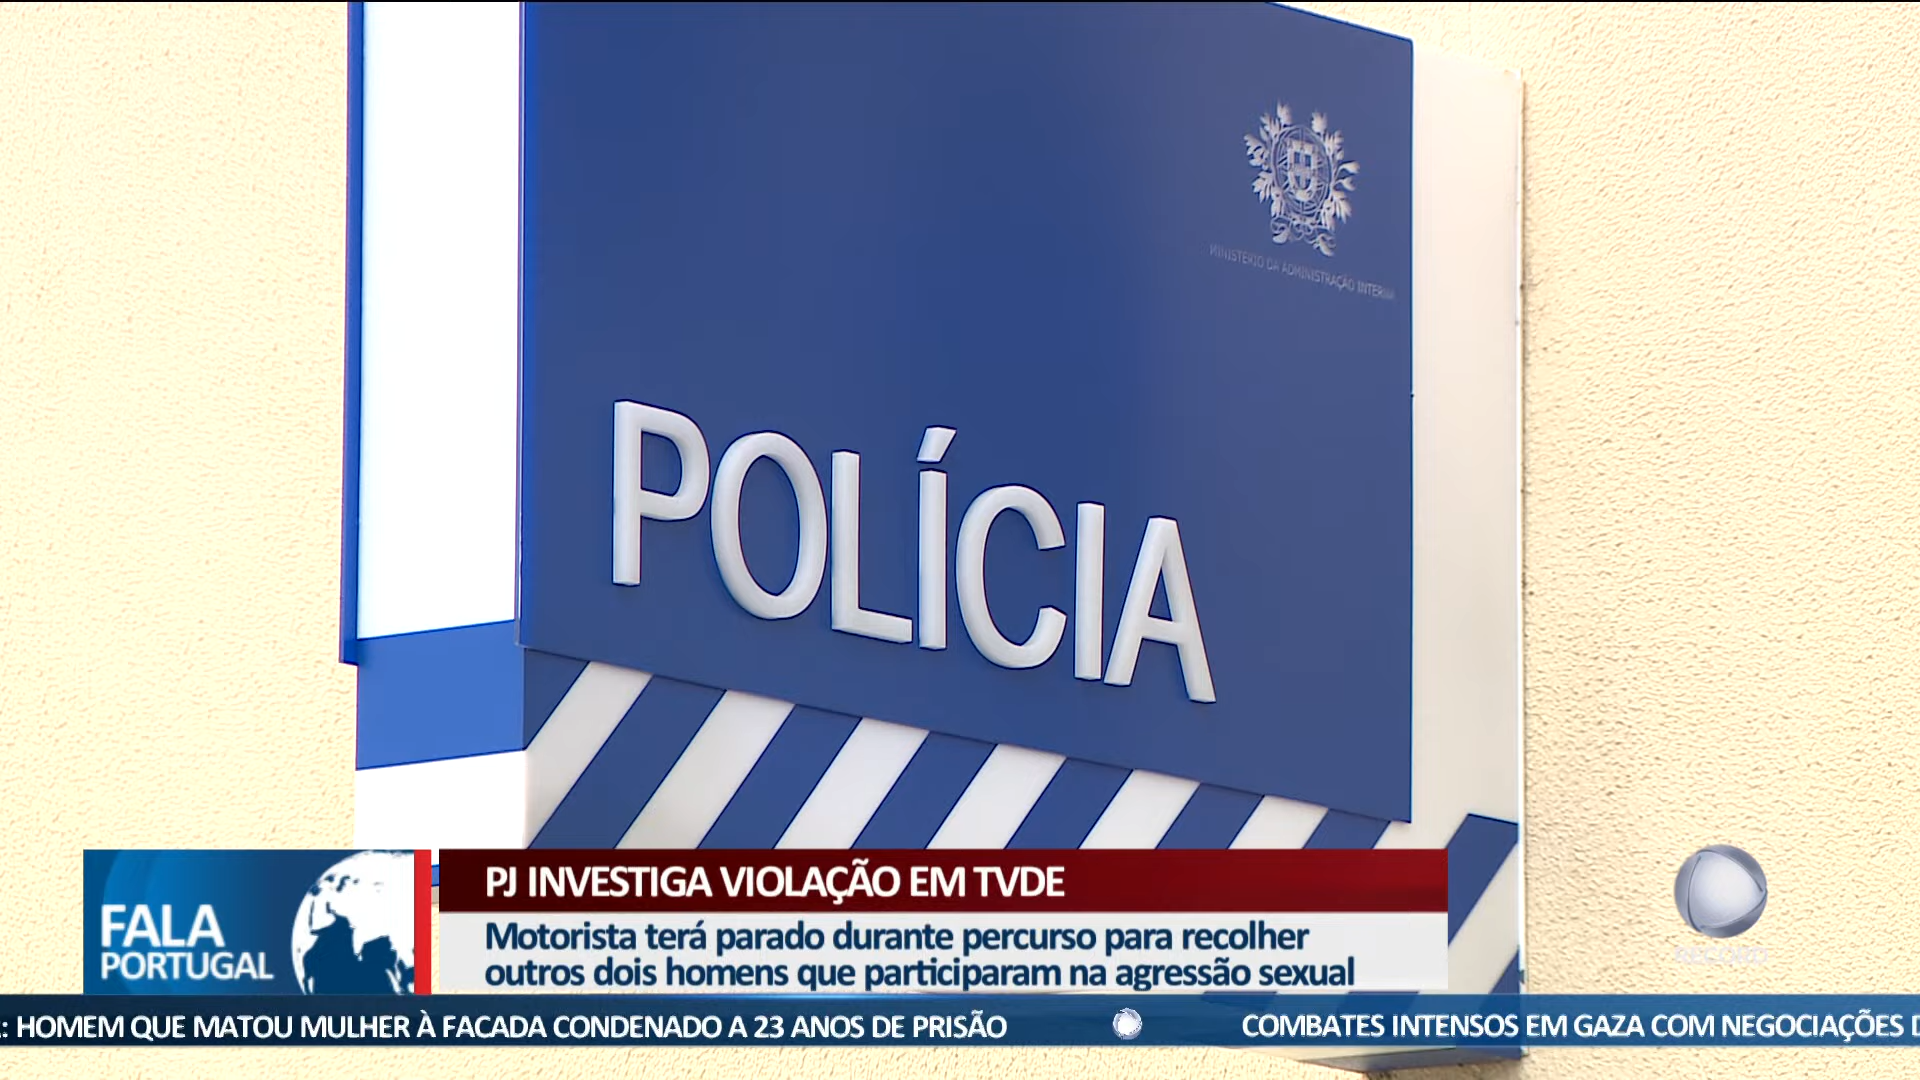 MINISTÉRIO DA ADMINISTRAÇÃO INTERNA
POLÍCIA
FALA
PORTUGAL
PJ INVESTIGA VIOLAÇÃO EM TVDE
Motorista terá parado durante percurso para recolher
outros dois homens que participaram na agressão sexual
RECORD
: HOMEM QUE MATOU MULHER À FACADA CONDENADO A 23 ANOS DE PRISÃO
COMBATES INTENSOS EM GAZA COM NEGOCIAÇÕES D